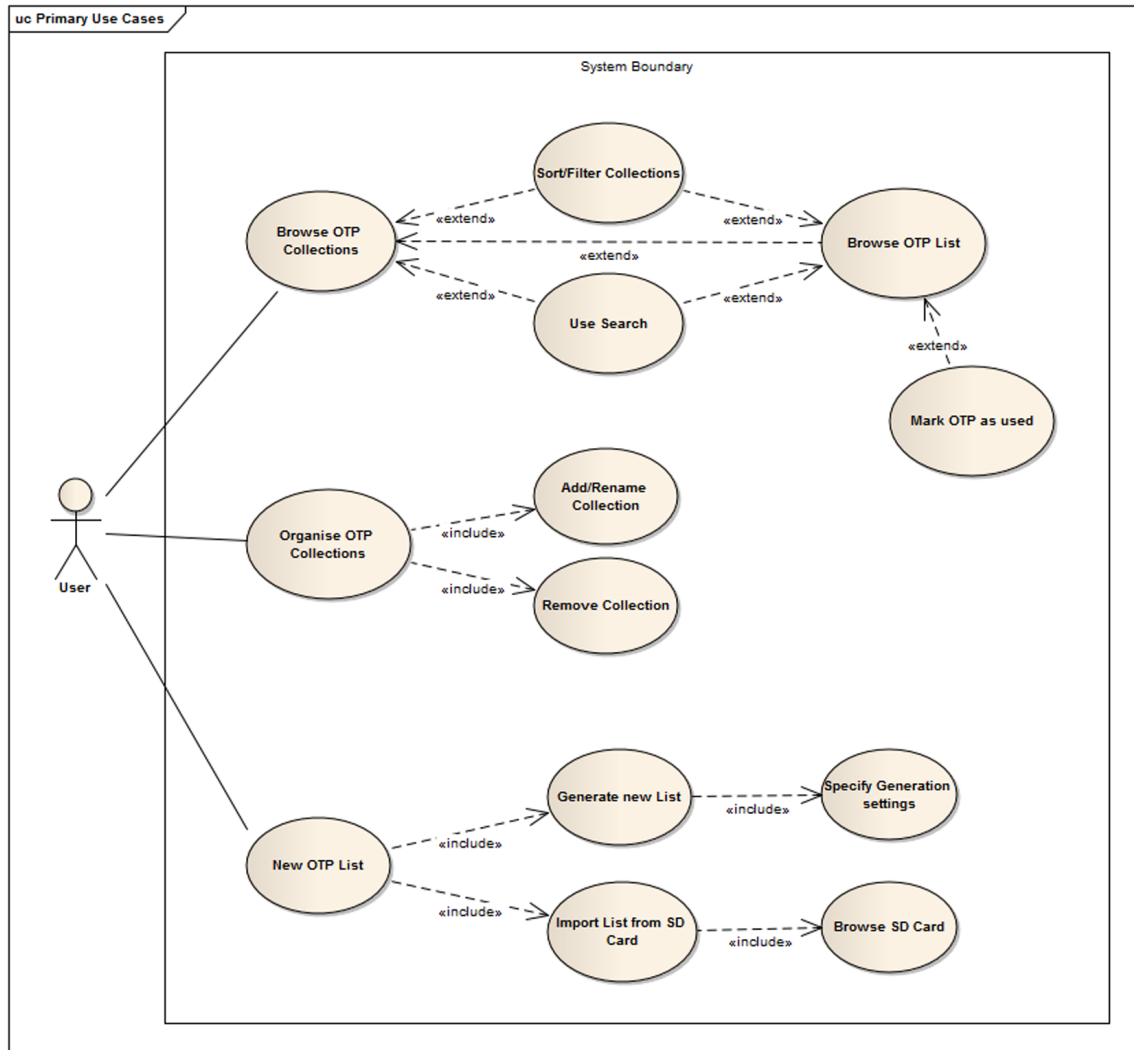 uc Primary Use Cases
System Boundary
Sort/Filter Collections
Browse OTP
Collections
«extend»
«extend»
Browse OTP List
«extend»
«extend»
«extend»
Use Search
«extend»
Mark OTP as used
Add/Rename
Collection
Organise OTP
Collections
«include»
«include»
Remove Collection
User
Generate new List
Specify Generation
settings
«include»
«include»
New OTP List
«include»
Import List from SD
Card
Browse SD Card
«include»